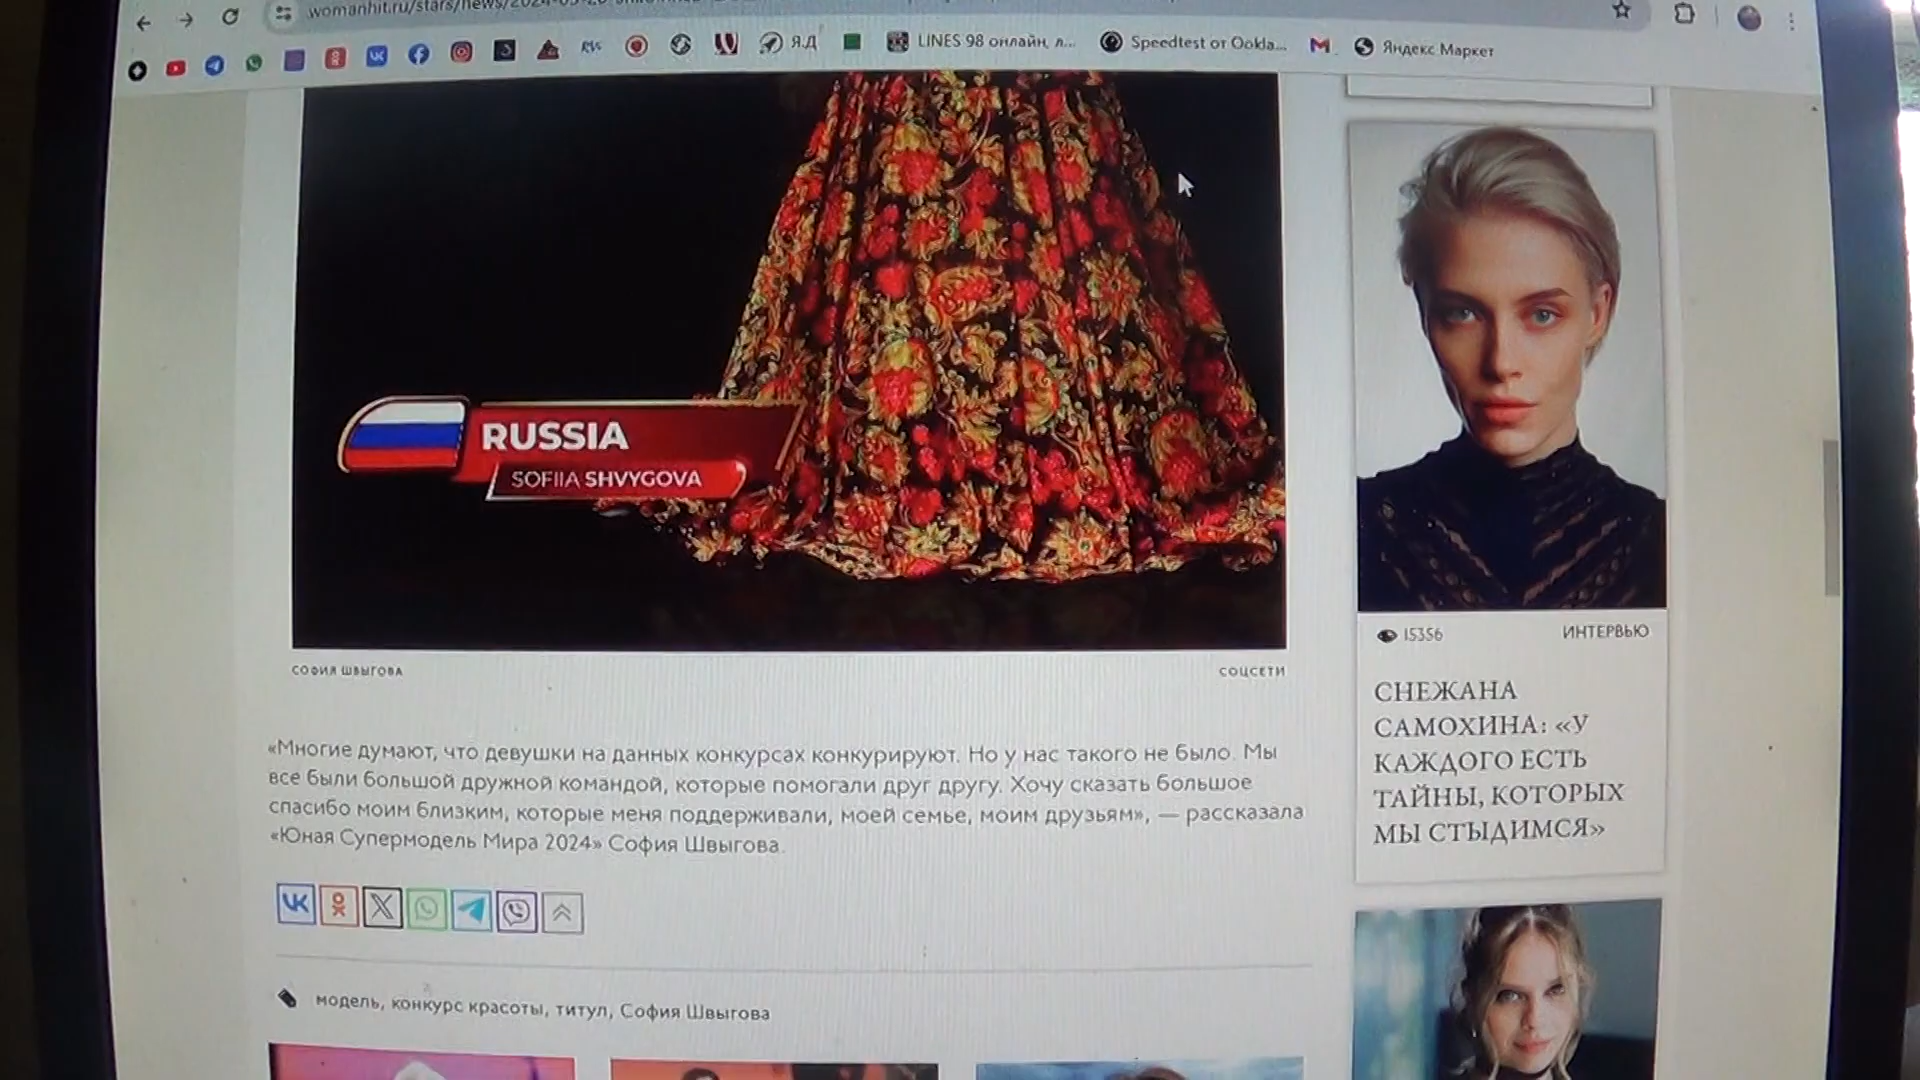 womanhit.ru/stars/news/2024-05-20
Я.Д
LINES 98 онлайн, л...
Speedtest от Ookla...
Яндекс Маркет
RUSSIA
SOFIIA SHVYGOVA
СОФИЯ ШВЫГОВА
СОЦСЕТИ
«Многие думают, что девушки на данных конкурсах конкурируют. Но у нас такого не было. Мы
все были большой дружной командой, которые помогали друг другу. Хочу сказать большое
спасибо моим близким, которые меня поддерживали, моей семье, моим друзьям», — рассказала
«Юная Супермодель Мира 2024» София Швыгова.
модель, конкурс красоты, титул, София Швыгова
15356
ИНТЕРВЬЮ
СНЕЖАНА
САМОХИНА: «У
КАЖДОГО ЕСТЬ
ТАЙНЫ, КОТОРЫХ
МЫ СТЫДИМСЯ»